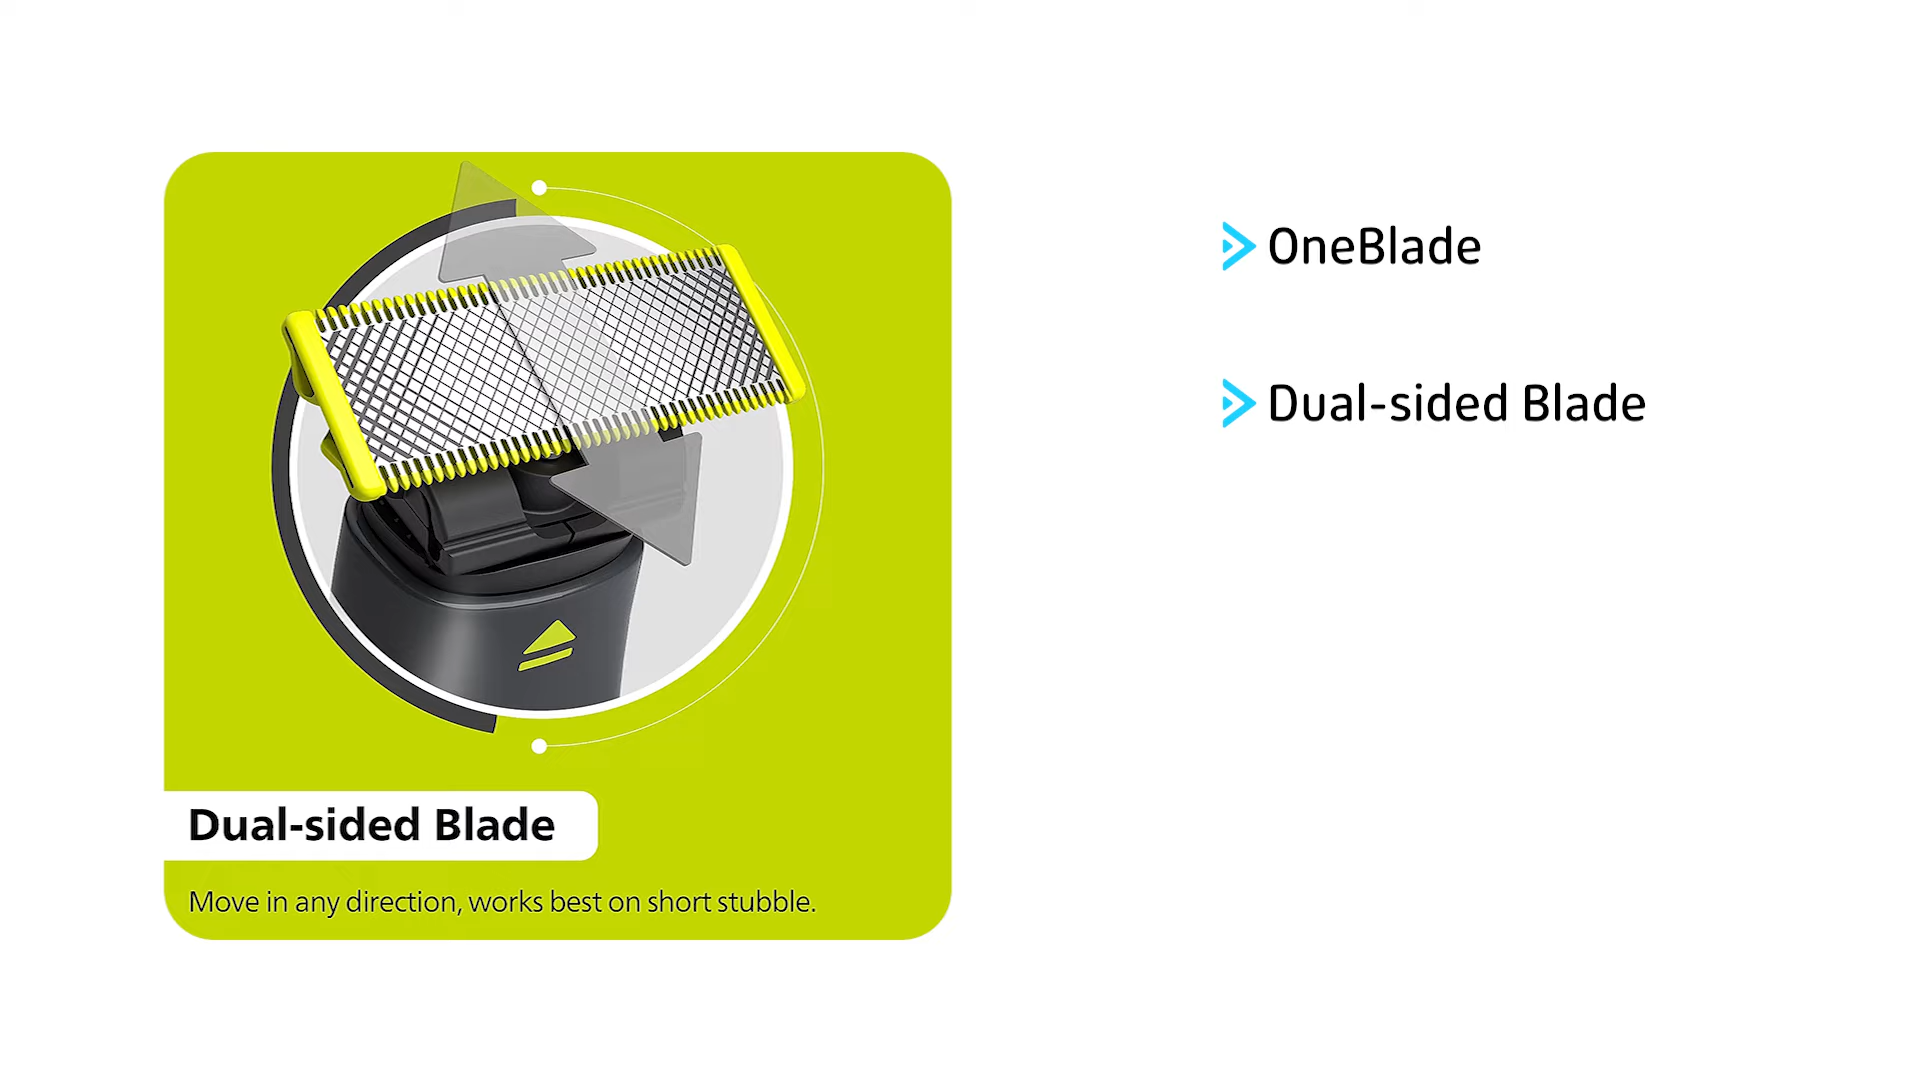 OneBlade
Dual-sided Blade
Dual-sided Blade
Move in any direction, works best on short stubble.